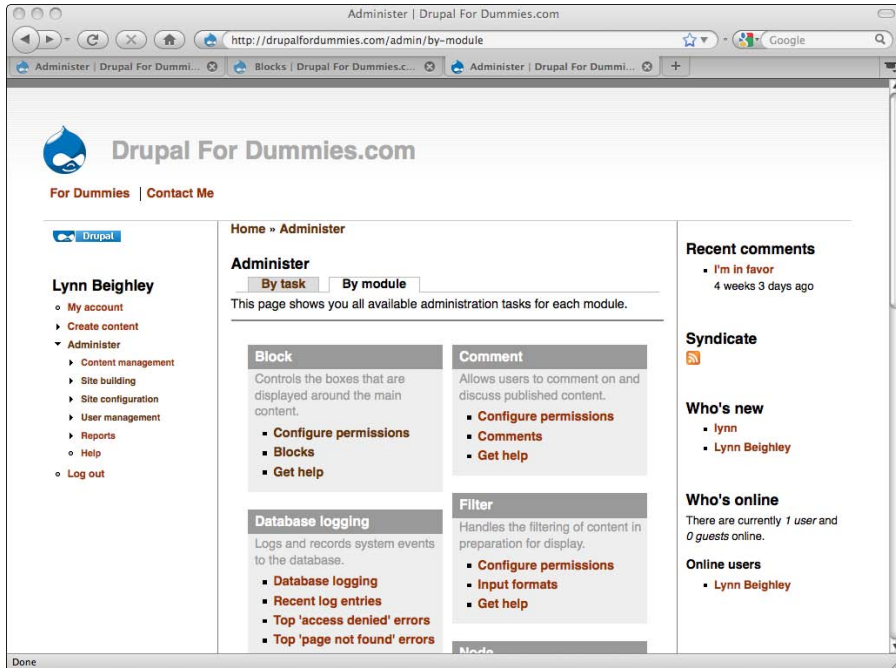 Administer | Drupal For Dummies.com
http://drupalfordummies.com/admin/by-module
Google
Administer | Drupal For Dummi...
Blocks | Drupal For Dummies.c...
Administer | Drupal For Dummi...
Drupal For Dummies.com
For Dummies
Contact Me
Drupal
Lynn Beighley
My account
Create content
Administer
Content management
Site building
Site configuration
User management
Reports
Help
Log out
Home » Administer
Administer
By task
By module
This page shows you all available administration tasks for each module.
Block
Controls the boxes that are
displayed around the main
content.
Configure permissions
Blocks
Get help
Database logging
Logs and records system events
to the database.
Database logging
Recent log entries
Top 'access denied' errors
Top 'page not found' errors
Comment
Allows users to comment on and
discuss published content.
Configure permissions
Comments
Get help
Filter
Handles the filtering of content in
preparation for display.
Configure permissions
Input formats
Get help
Node
Recent comments
I'm in favor
4 weeks 3 days ago
Syndicate
Who's new
lynn
Lynn Beighley
Who's online
There are currently 1 user and
0 guests online.
Online users
Lynn Beighley
Done